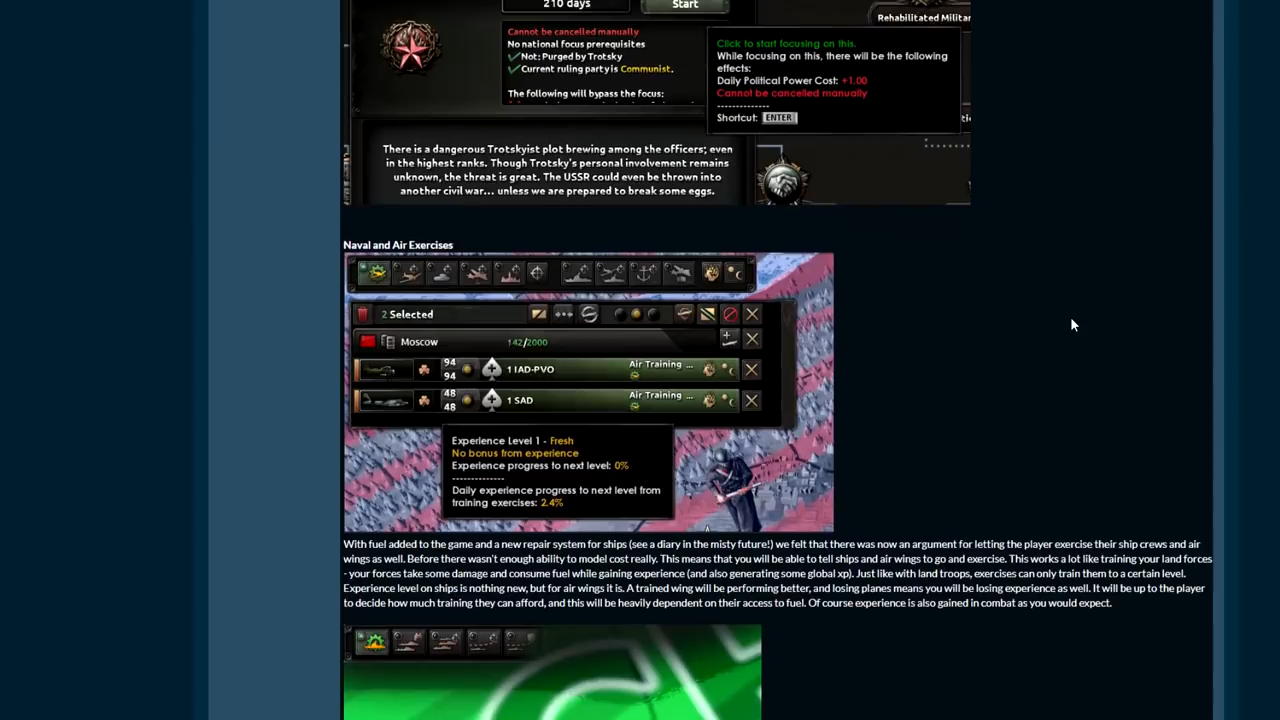 210 days
Start
Rehabilitated Militar
Cannot be cancelled manually
No national focus prerequisites
Not: Purged by Trotsky
Current ruling party is Communist.
The following will bypass the focus:
Click to start focusing on this.
While focusing on this, there will be the following
effects:
Daily Political Power Cost: +1.00
Cannot be cancelled manually
--------------
Shortcut: ENTER
There is a dangerous Trotskyist plot brewing among the officers; even
in the highest ranks. Though Trotsky's personal involvement remains
unknown, the threat is great. The USSR could even be thrown into
another civil war... unless we are prepared to break some eggs.
Naval and Air Exercises
2 Selected
Moscow 142/2000
94
94
1 IAD-PVO
Air Training ...
48
48
1 SAD
Air Training ...
Experience Level 1 - Fresh
No bonus from experience
Experience progress to next level: 0%
--------------
Daily experience progress to next level from
training exercises: 2.4%
With fuel added to the game and a new repair system for ships (see a diary in the misty future!) we felt that there was now an argument for letting the player exercise their ship crews and air
wings as well. Before there wasn't enough ability to model cost really. This means that you will be able to tell ships and air wings to go and exercise. This works a lot like training your land forces
- your forces take some damage and consume fuel while gaining experience (and also generating some global xp). Just like with land troops, exercises can only train them to a certain level.
Experience level on ships is nothing new, but for air wings it is. A trained wing will be performing better, and losing planes means you will be losing experience as well. It will be up to the player
to decide how much training they can afford, and this will be heavily dependent on their access to fuel. Of course experience is also gained in combat as you would expect.